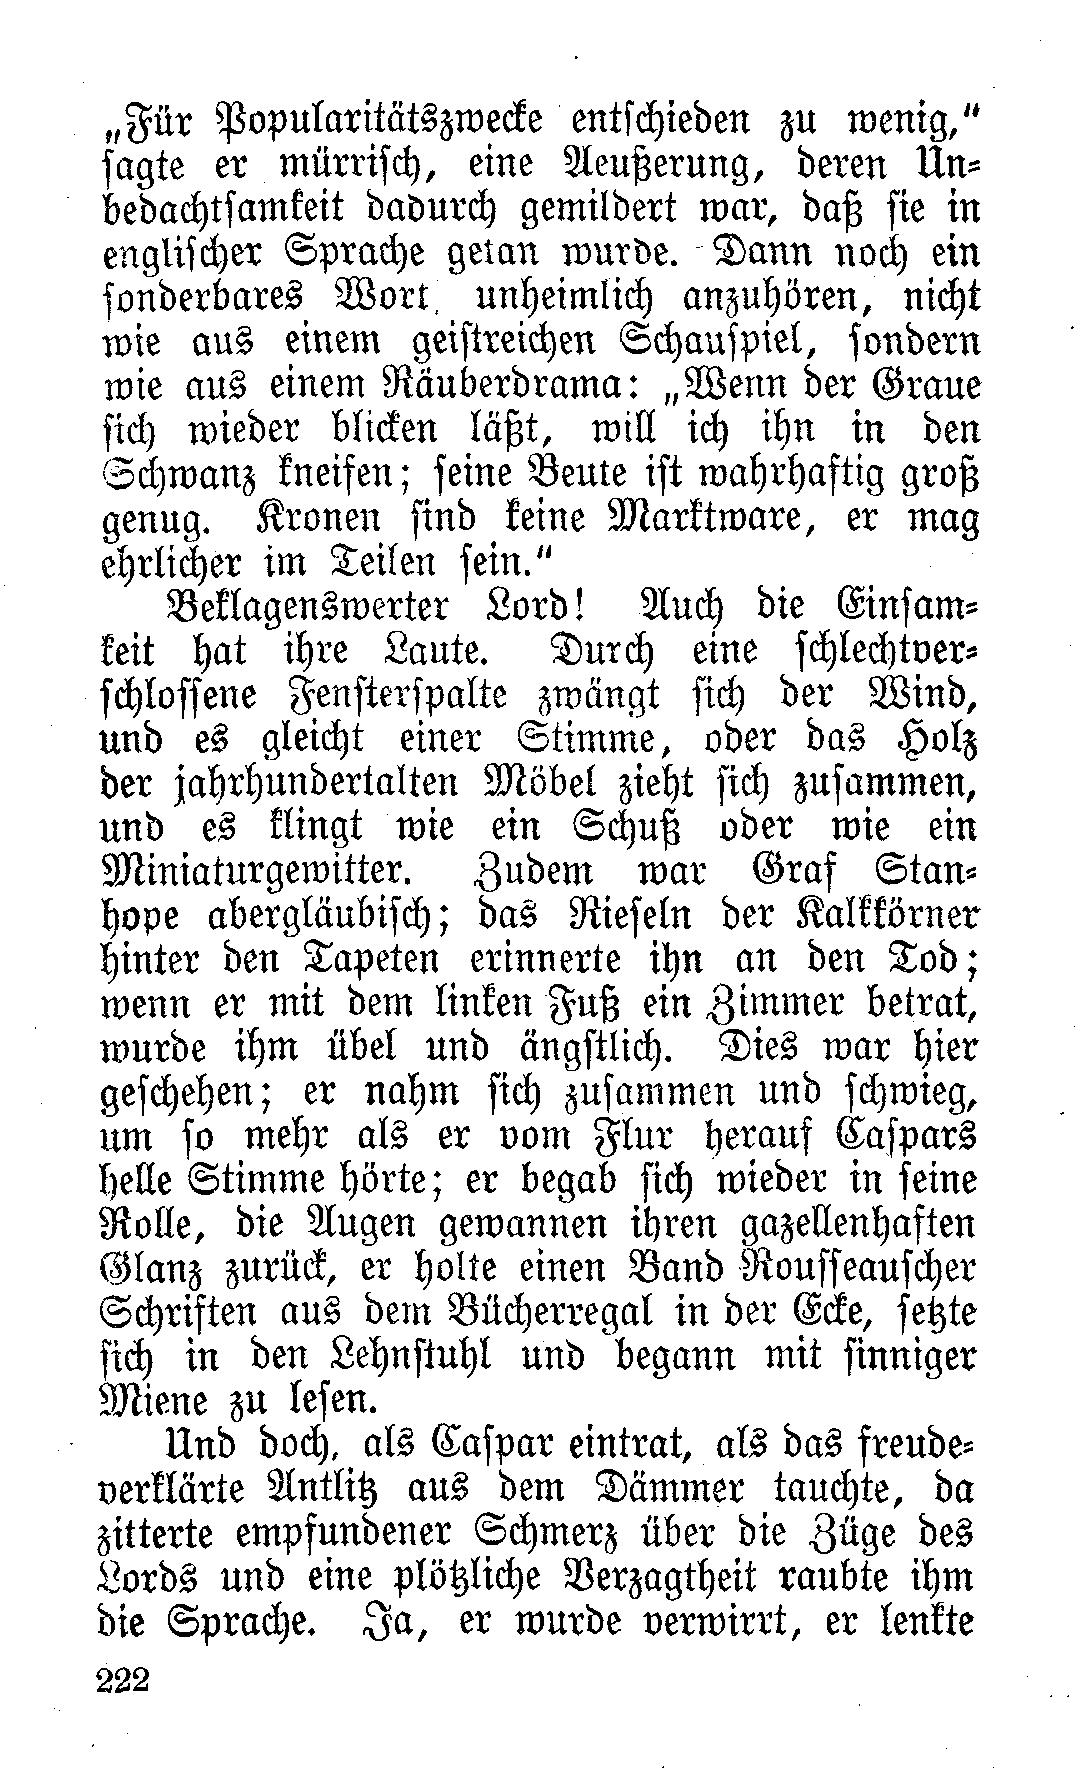 „Für Popularitätszwecke entschieden zu wenig,“
sagte er mürrisch, eine Aeußerung, deren Un-
bedachtsamkeit dadurch gemildert war, daß sie in
englischer Sprache getan wurde. Dann noch ein
sonderbares Wort, unheimlich anzuhören, nicht
wie aus einem geistreichen Schauspiel, sondern
wie aus einem Räuberdrama: „Wenn der Graue
sich wieder blicken läßt, will ich ihn in den
Schwanz kneifen; seine Beute ist wahrhaftig groß
genug. Kronen sind keine Marktware, er mag
ehrlicher im Teilen sein.“
Beklagenswerter Lord! Auch die Einsam-
keit hat ihre Laute. Durch eine schlechtver-
schlossene Fensterspalte zwängt sich der Wind,
und es gleicht einer Stimme, oder das Holz
der jahrhundertalten Möbel zieht sich zusammen,
und es klingt wie ein Schuß oder wie ein
Miniaturgewitter. Zudem war Graf Stan-
hope abergläubisch; das Rieseln der Kalkkörner
hinter den Tapeten erinnerte ihn an den Tod;
wenn er mit dem linken Fuß ein Zimmer betrat,
wurde ihm übel und ängstlich. Dies war hier
geschehen; er nahm sich zusammen und schwieg,
um so mehr als er vom Flur herauf Caspars
helle Stimme hörte; er begab sich wieder in seine
Rolle, die Augen gewannen ihren gazellenhaften
Glanz zurück, er holte einen Band Rousseauscher
Schriften aus dem Bücherregal in der Ecke, setzte
sich in den Lehnstuhl und begann mit sinniger
Miene zu lesen.
Und doch, als Caspar eintrat, als das freude-
verklärte Antlitz aus dem Dämmer tauchte, da
zitterte empfundener Schmerz über die Züge des
Lords und eine plötzliche Verzagtheit raubte ihm
die Sprache. Ja, er wurde verwirrt, er lenkte
222